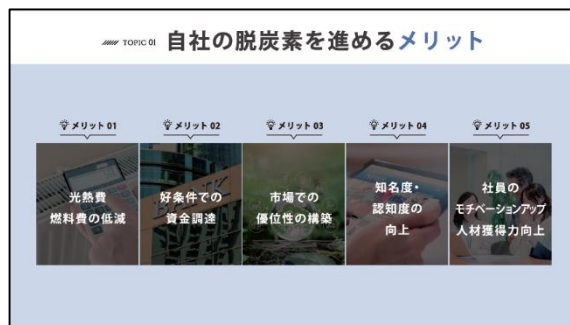 TOPIC 01 自社の脱炭素を進めるメリット
メリット 01
光熱費
燃料費の低減
メリット 02
好条件での
資金調達
メリット 03
市場での
優位性の構築
メリット 04
知名度・
認知度の
向上
メリット 05
社員の
モチベーションアップ
人材獲得力向上